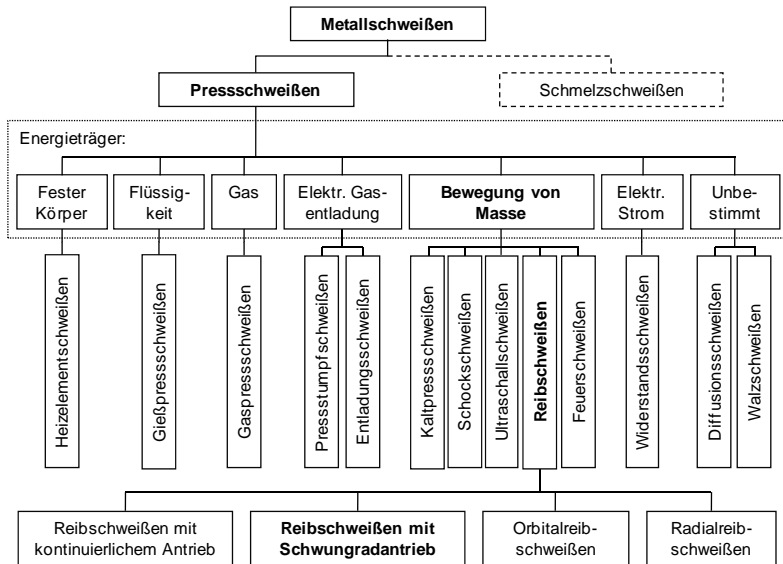 Metallschweißen
Pressschweißen
Schmelzschweißen
Energieträger:
Fester
Körper
Flüssig-
keit
Gas
Elektr. Gas-
entladung
Bewegung von
Masse
Elektr.
Strom
Unbe-
stimmt
Heizelementschweißen
Gießpressschweißen
Gaspressschweißen
Pressstumpfschweißen
Entladungsschweißen
Kaltpressschweißen
Schockschweißen
Ultraschallschweißen
Reibschweißen
Feuerschweißen
Widerstandsschweißen
Diffusionsschweißen
Walzschweißen
Reibschweißen mit
kontinuierlichem Antrieb
Reibschweißen mit
Schwungradantrieb
Orbitalreib-
schweißen
Radialreib-
schweißen